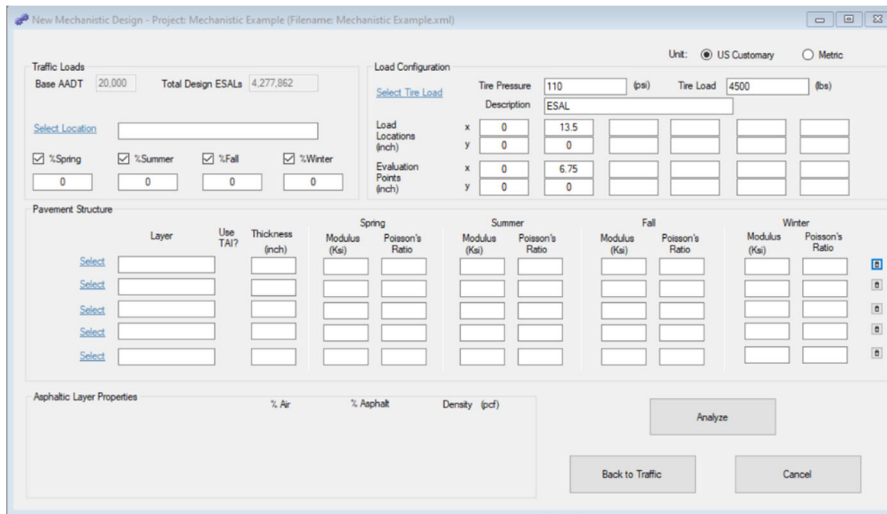 New Mechanistic Design - Project: Mechanistic Example (Filename: Mechanistic Example.xml)
Unit: US Customary Metric
Traffic Loads
Base AADT 20,000 Total Design ESALs 4,277,862
Select Location
%Spring %Summer %Fall %Winter
0 0 0 0
Load Configuration
Select Tire Load
Tire Pressure 110 (psi) Tire Load 4500 (lbs)
Description ESAL
Load Locations (inch)
x 0 13.5
y 0 0
Evaluation Points (inch)
x 0 6.75
y 0 0
Pavement Structure
Spring Summer Fall Winter
Layer Use TAI? Thickness (inch) Modulus (Ksi) Poisson's Ratio Modulus (Ksi) Poisson's Ratio Modulus (Ksi) Poisson's Ratio Modulus (Ksi) Poisson's Ratio
Select
Select
Select
Select
Select
Asphaltic Layer Properties
% Air % Asphalt Density (pcf)
Analyze
Back to Traffic Cancel